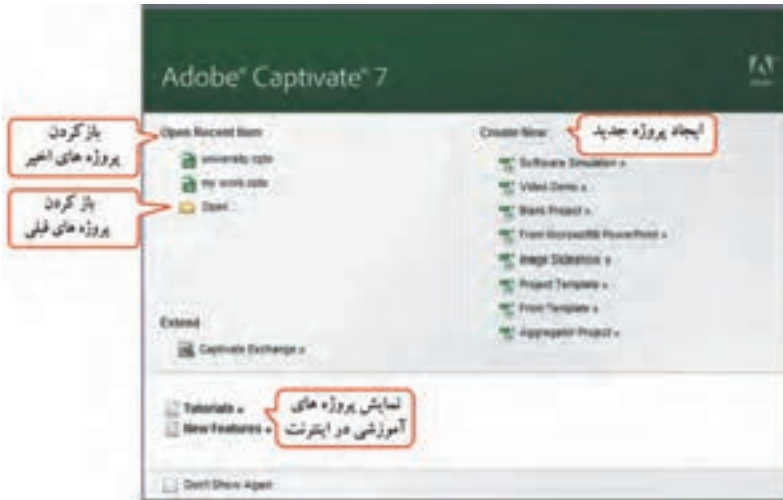 Adobe® Captivate® 7
Adobe
بازکردن
پروژه های اخیر
Open Recent Item
university.cptx
my work.cptx
باز کردن
پروژه های قبلی
Open...
Create New
ایجاد پروژه جدید
Software Simulation »
Video Demo »
Blank Project »
From Microsoft® PowerPoint »
Image Slideshow »
Project Template »
From Template »
Aggregator Project »
Extend
Captivate Exchange »
Tutorials »
New Features »
نمایش پروژه های
آموزشی در اینترنت
Don't Show Again